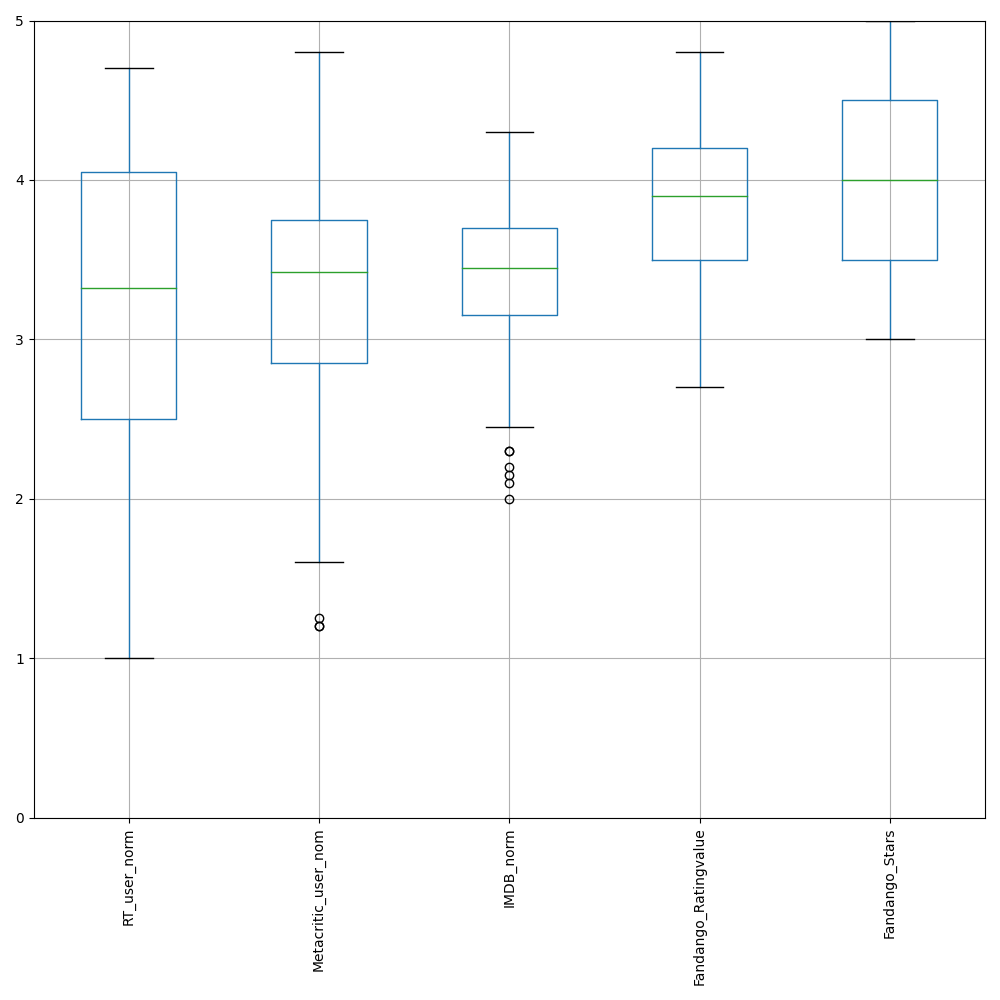 5
4
3
2
1
0
RT_user_norm
Metacritic_user_nom
IMDB_norm
Fandango_Ratingvalue
Fandango_Stars